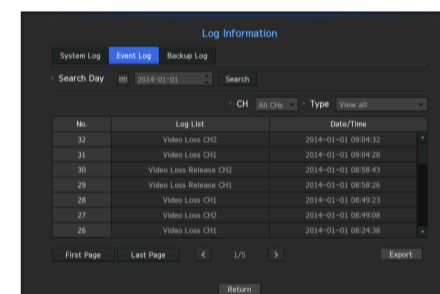 Log Information
System Log Event Log Backup Log
· Search Day 2014-01-01 Search
· CH All CHs · Type View all
No. Log List Date/Time
32 Video Loss CH2 2014-01-01 09:04:32
31 Video Loss CH1 2014-01-01 09:04:28
30 Video Loss Release CH2 2014-01-01 08:58:43
29 Video Loss Release CH1 2014-01-01 08:58:26
28 Video Loss CH1 2014-01-01 08:49:23
27 Video Loss CH2 2014-01-01 08:49:08
26 Video Loss CH1 2014-01-01 08:24:38
First Page Last Page < 1/5 > Export
Return